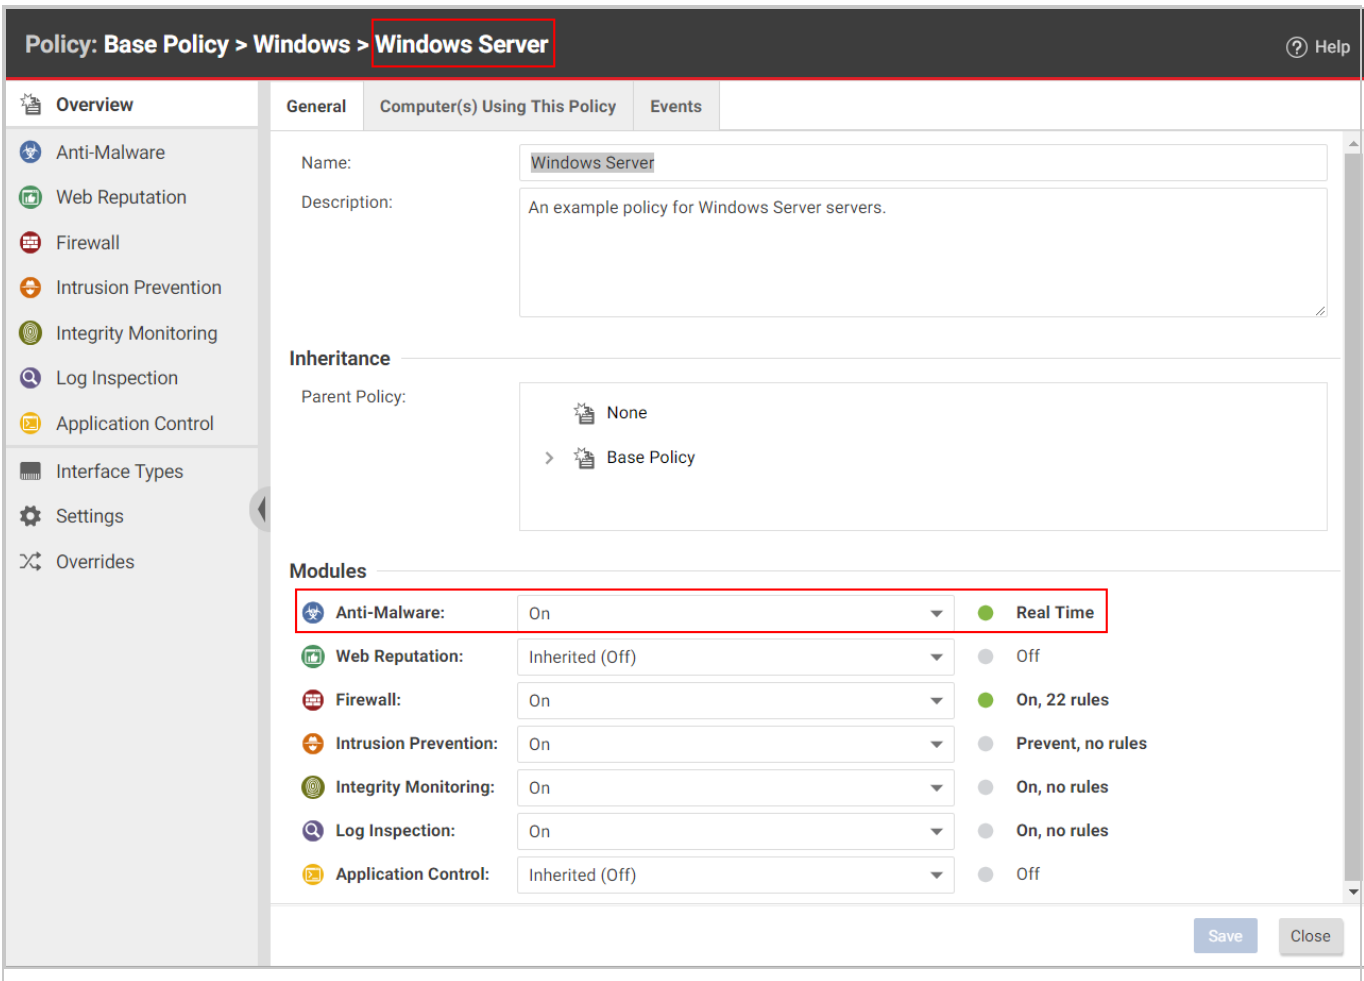 Policy: Base Policy > Windows > Windows Server
Help
Overview
Anti-Malware
Web Reputation
Firewall
Intrusion Prevention
Integrity Monitoring
Log Inspection
Application Control
Interface Types
Settings
Overrides
General Computer(s) Using This Policy Events
Name: Windows Server
Description: An example policy for Windows Server servers.
Inheritance
Parent Policy:
None
Base Policy
Modules
Anti-Malware: On Real Time
Web Reputation: Inherited (Off) Off
Firewall: On On, 22 rules
Intrusion Prevention: On Prevent, no rules
Integrity Monitoring: On On, no rules
Log Inspection: On On, no rules
Application Control: Inherited (Off) Off
Save Close